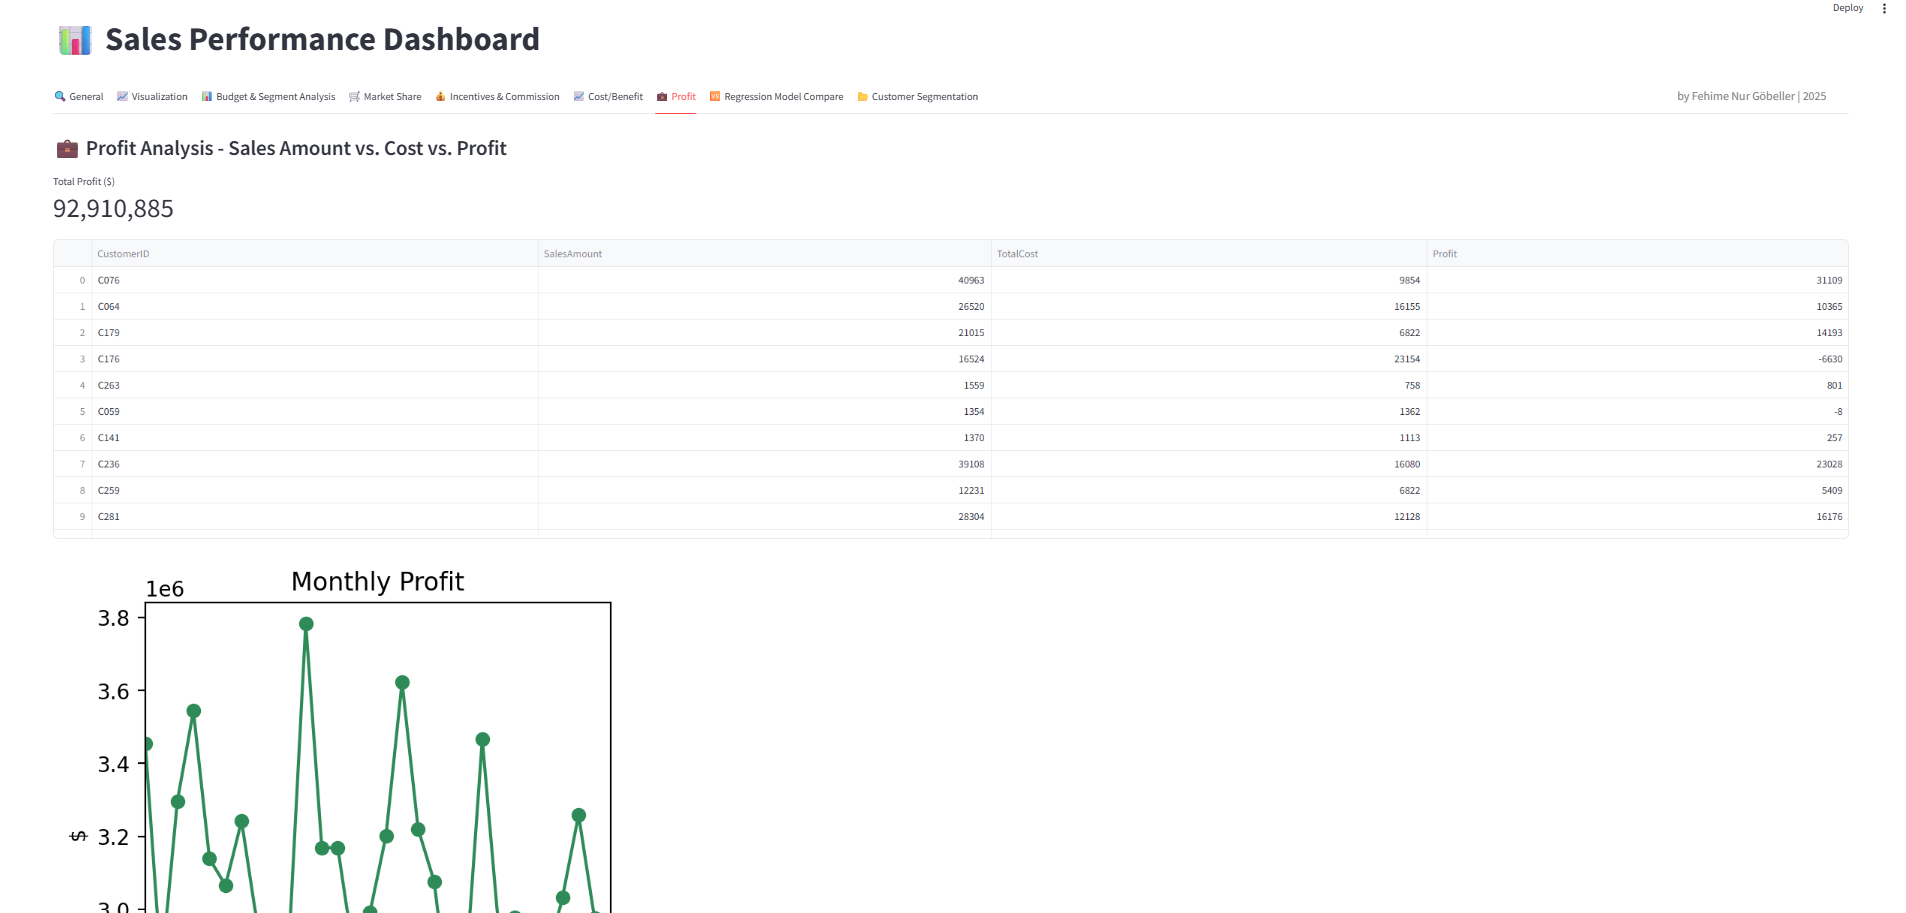 Deploy
Sales Performance Dashboard
General Visualization Budget & Segment Analysis Market Share Incentives & Commission Cost/Benefit Profit Regression Model Compare Customer Segmentation by Fehime Nur Göbeller | 2025
Profit Analysis - Sales Amount vs. Cost vs. Profit
Total Profit ($)
92,910,885
CustomerID SalesAmount TotalCost Profit
0 C076 40963 9854 31109
1 C064 26520 16155 10365
2 C179 21015 6822 14193
3 C176 16524 23154 -6630
4 C263 1559 758 801
5 C059 1354 1362 -8
6 C141 1370 1113 257
7 C236 39108 16080 23028
8 C259 12231 6822 5409
9 C281 28304 12128 16176
Monthly Profit
1e6
3.8
3.6
3.4
$ 3.2
3.0